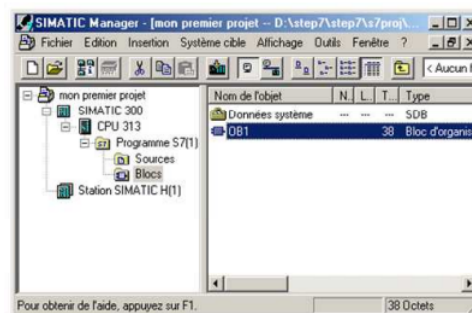 SIMATIC Manager - [mon premier projet -- D:\step7\step7\s7proj\...
Fichier Edition Insertion Système cible Affichage Outils Fenêtre ?
< Aucun f
mon premier projet
SIMATIC 300
CPU 313
Programme S7(1)
Sources
Blocs
Station SIMATIC H(1)
Nom de l'objet N.. L.. T... Type
Données système --- --- --- SDB
OB1 38 Bloc d'organis
Pour obtenir de l'aide, appuyez sur F1. 38 Octets